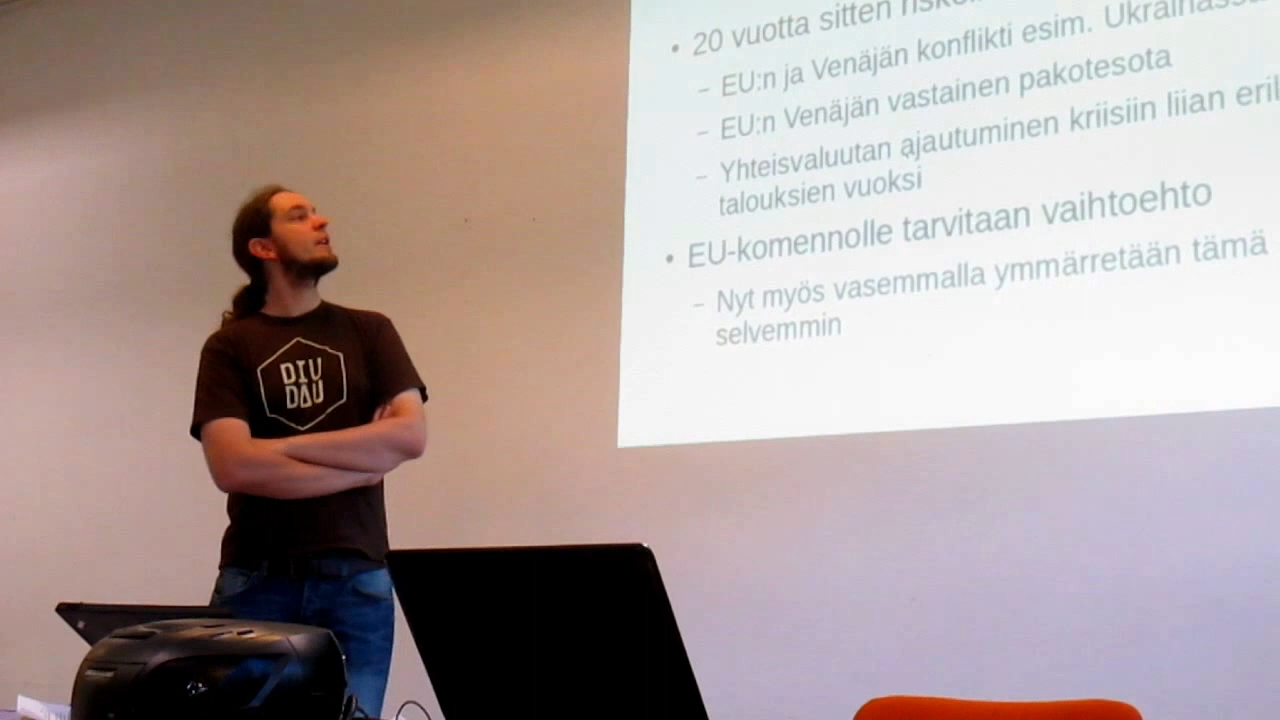 DIU
DAU
• 20 vuotta sitten
– EU:n ja Venäjän konflikti esim. Ukrainassa
– EU:n Venäjän vastainen pakotesota
– Yhteisvaluutan ajautuminen kriisiin liian
talouksien vuoksi
• EU-komennolle tarvitaan vaihtoehto
– Nyt myös vasemmalla ymmärretään tämä
selvemmin